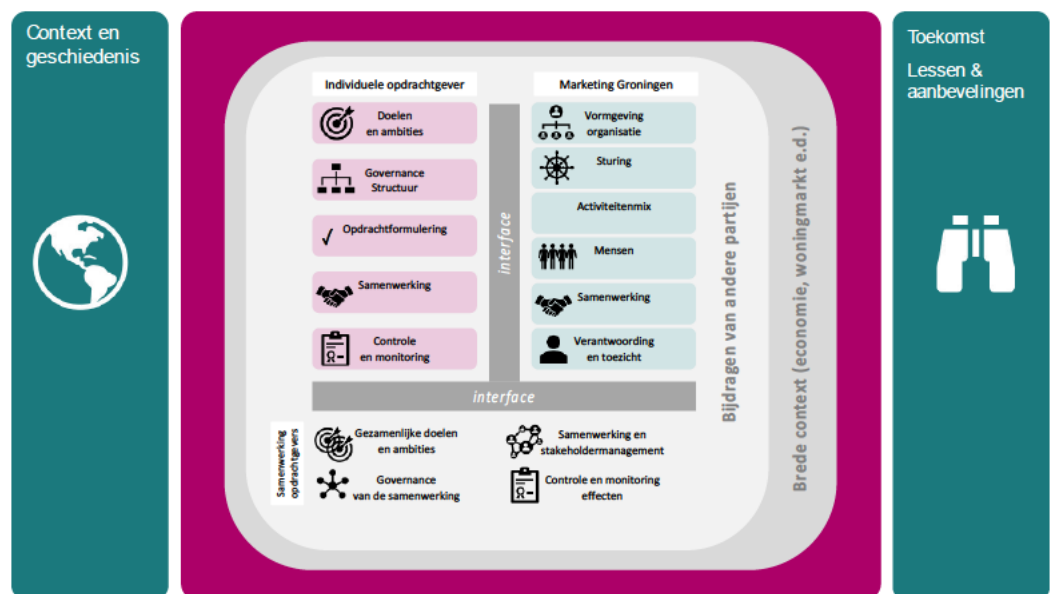 Context en
geschiedenis
Individuele opdrachtgever
Doelen
en ambities
Governance
Structuur
Opdrachtformulering
Samenwerking
Controle
en monitoring
interface
Marketing Groningen
Vormgeving
organisatie
Sturing
Activiteitenmix
Mensen
Samenwerking
Verantwoording
en toezicht
interface
Samenwerking
opdrachtgevers
Gezamenlijke doelen
en ambities
Governance
van de samenwerking
Samenwerking en
stakeholdermanagement
Controle en monitoring
effecten
Bijdragen van andere partijen
Brede context (economie, woningmarkt e.d.)
Toekomst
Lessen &
aanbevelingen